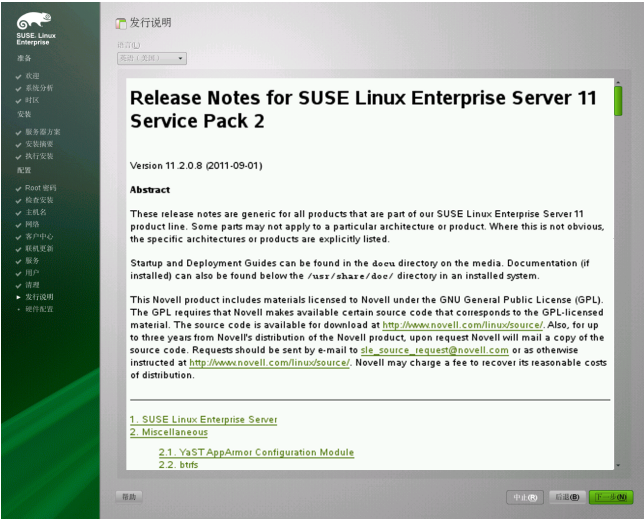 SUSE. Linux
Enterprise
准备
欢迎
系统分析
时区
安装
服务器方案
安装摘要
执行安装
配置
Root 密码
检查安装
主机名
网络
客户中心
联机更新
服务
用户
清理
发行说明
硬件配置
发行说明
语言(L)
英语 (美国)
Release Notes for SUSE Linux Enterprise Server 11
Service Pack 2
Version 11.2.0.8 (2011-09-01)
Abstract
These release notes are generic for all products that are part of our SUSE Linux Enterprise Server 11
product line. Some parts may not apply to a particular architecture or product. Where this is not obvious,
the specific architectures or products are explicitly listed.
Startup and Deployment Guides can be found in the docu directory on the media. Documentation (if
installed) can also be found below the /usr/share/doc/ directory in an installed system.
This Novell product includes materials licensed to Novell under the GNU General Public License (GPL).
The GPL requires that Novell makes available certain source code that corresponds to the GPL-licensed
material. The source code is available for download at http://www.novell.com/linux/source/. Also, for up
to three years from Novell's distribution of the Novell product, upon request Novell will mail a copy of the
source code. Requests should be sent by e-mail to sle_source_request@novell.com or as otherwise
instructed at http://www.novell.com/linux/source/. Novell may charge a fee to recover its reasonable costs
of distribution.
1. SUSE Linux Enterprise Server
2. Miscellaneous
2.1. YaST AppArmor Configuration Module
2.2. btrfs
帮助
中止(R)
后退(B)
下一步(N)